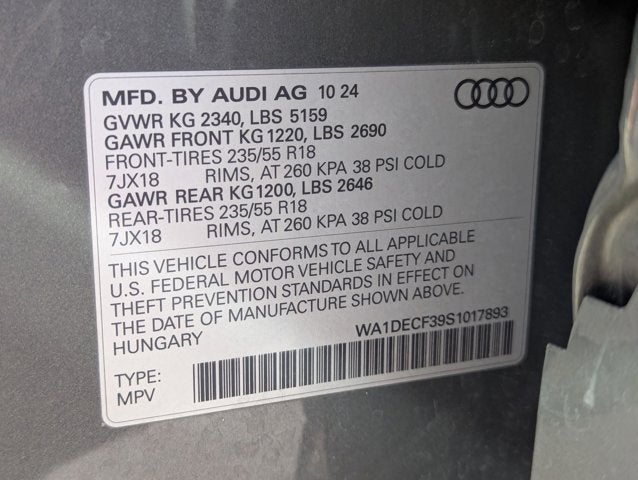 MFD. BY AUDI AG 10 24
GVWR KG 2340, LBS 5159
GAWR FRONT KG 1220, LBS 2690
FRONT-TIRES 235/55 R18
7JX18 RIMS, AT 260 KPA 38 PSI COLD
GAWR REAR KG 1200, LBS 2646
REAR-TIRES 235/55 R18
7JX18 RIMS, AT 260 KPA 38 PSI COLD
THIS VEHICLE CONFORMS TO ALL APPLICABLE
U.S. FEDERAL MOTOR VEHICLE SAFETY AND
THEFT PREVENTION STANDARDS IN EFFECT ON
THE DATE OF MANUFACTURE SHOWN ABOVE.
HUNGARY
WA1DECF39S1017893
TYPE:
MPV